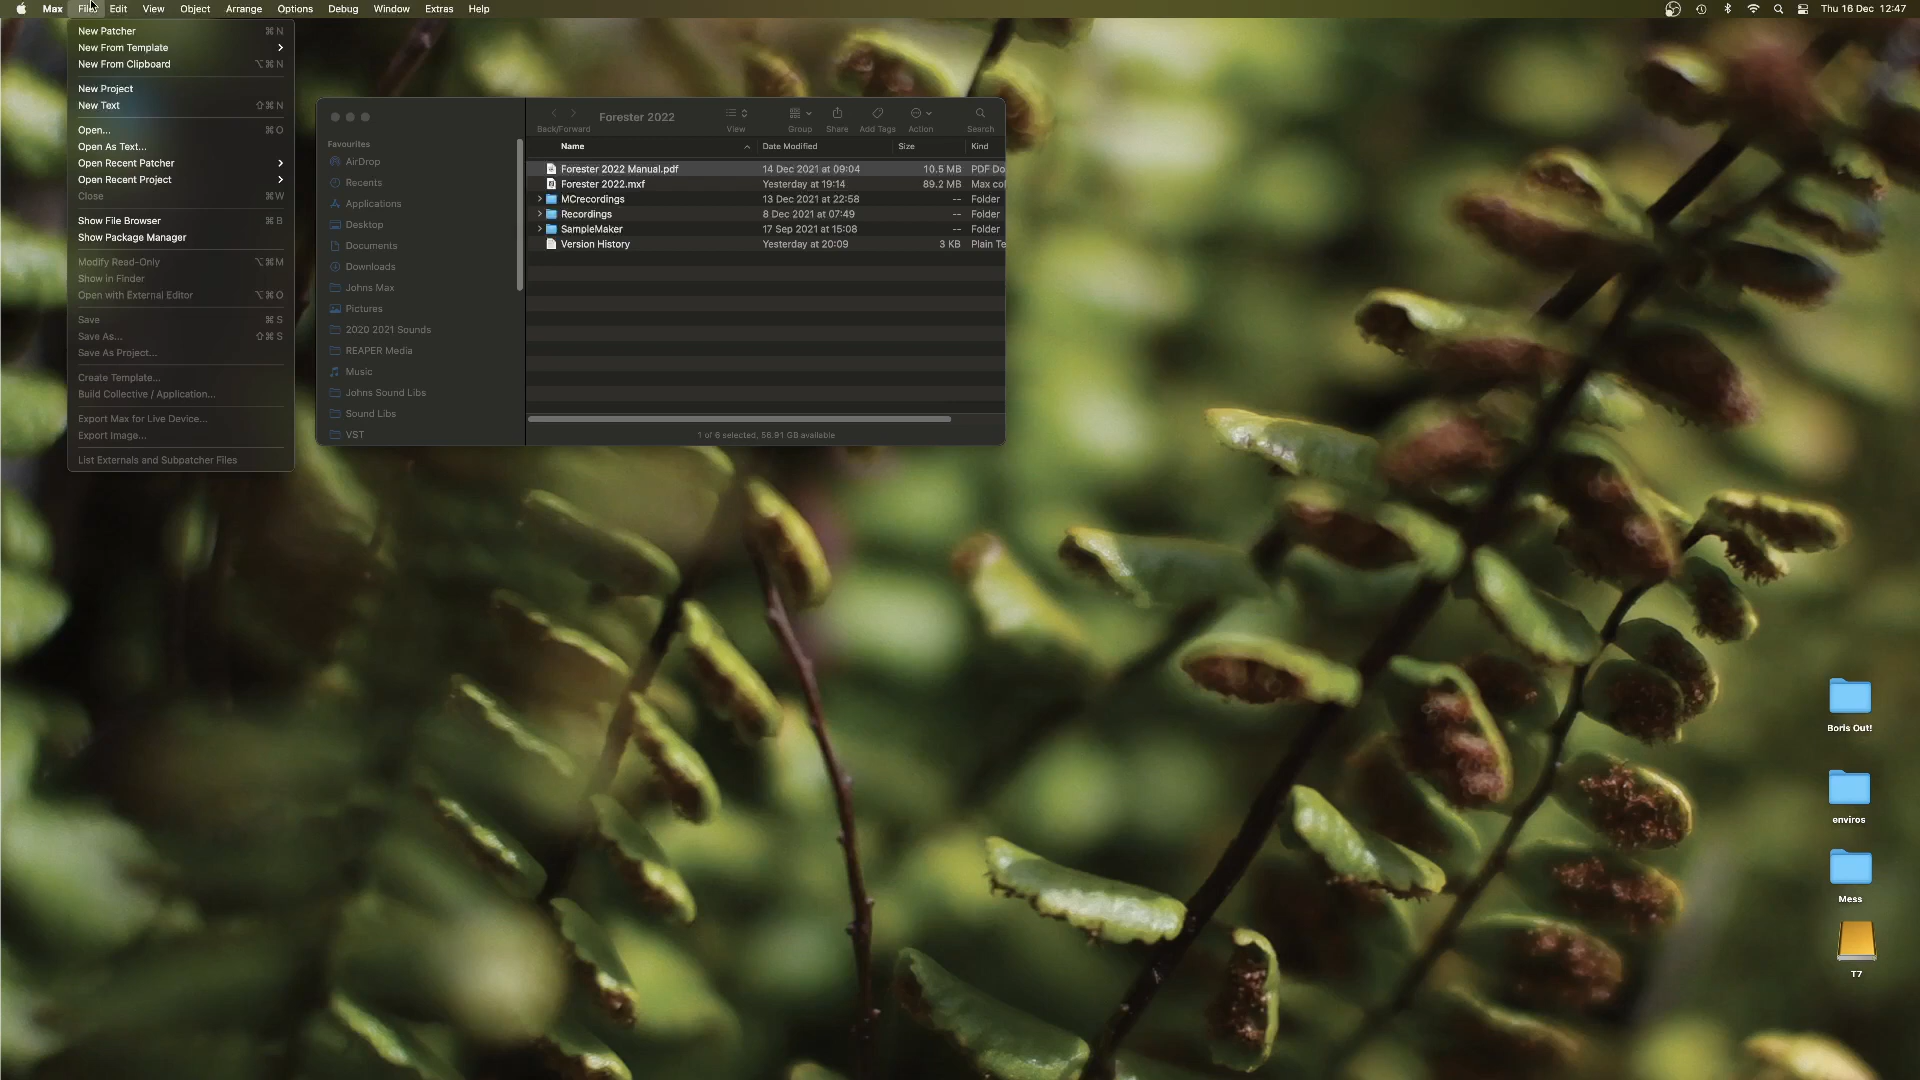 Max File Edit View Object Arrange Options Debug Window Extras Help Thu 16 Dec 12:47
New Patcher ⌘ N
New From Template
New From Clipboard ⌥ ⌘ N
New Project
New Text ⇧ ⌘ N
Open... ⌘ O
Open As Text...
Open Recent Patcher
Open Recent Project
Close ⌘ W
Show File Browser ⌘ B
Show Package Manager
Modify Read-Only ⌥ ⌘ M
Show in Finder
Open with External Editor ⌥ ⌘ O
Save ⌘ S
Save As... ⇧ ⌘ S
Save As Project...
Create Template...
Build Collective / Application...
Export Max for Live Device...
Export Image...
List Externals and Subpatcher Files
Forester 2022
Back/Forward View Group Share Add Tags Action Search
Favourites
AirDrop
Recents
Applications
Desktop
Documents
Downloads
Johns Max
Pictures
2020 2021 Sounds
REAPER Media
Music
Johns Sound Libs
Sound Libs
VST
Name Date Modified Size Kind
Forester 2022 Manual.pdf 14 Dec 2021 at 09:04 10.5 MB PDF Do
Forester 2022.mxf Yesterday at 19:14 89.2 MB Max col
MCrecordings 13 Dec 2021 at 22:58 -- Folder
Recordings 8 Dec 2021 at 07:49 -- Folder
SampleMaker 17 Sep 2021 at 15:08 -- Folder
Version History Yesterday at 20:09 3 KB Plain Te
1 of 6 selected, 56.91 GB available
Boris Out!
enviros
Mess
T7